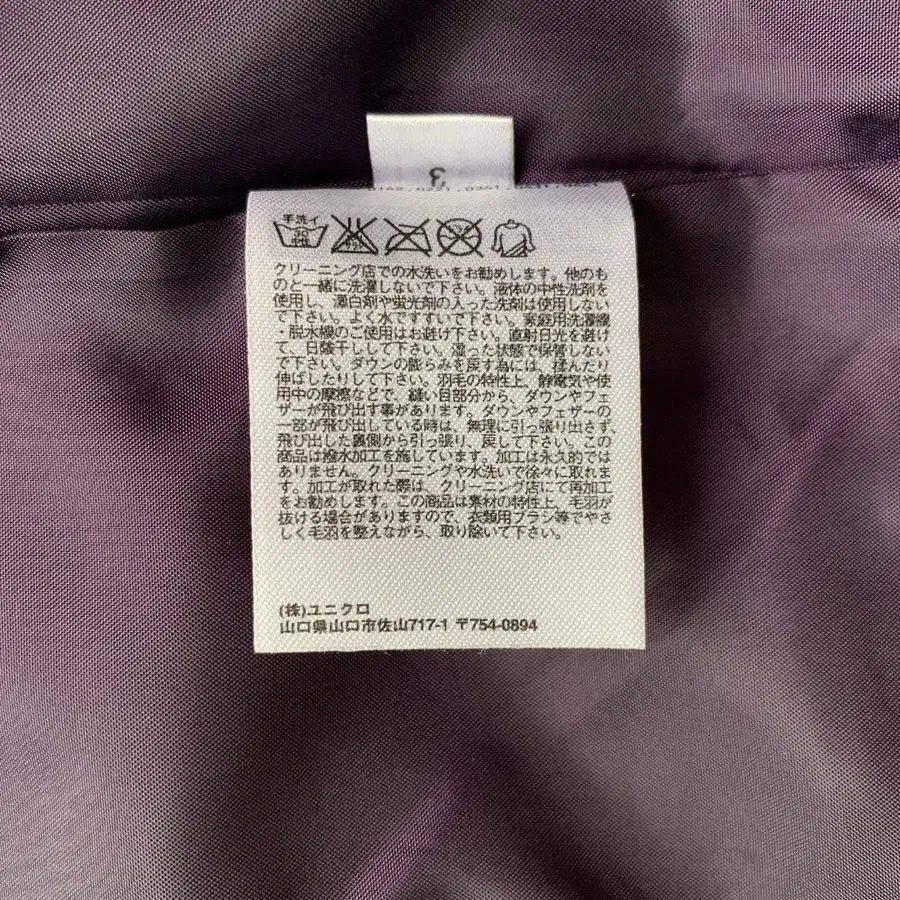 3
手洗イ
30
中性
クリーニング店での水洗いをお勧めします。他のも
のと一緒に洗濯しないで下さい。液体の中性洗剤を
使用し、漂白剤や蛍光剤の入った洗剤は使用しない
で下さい。よく水ですすいで下さい。家庭用洗濯機
・脱水機のご使用はお避け下さい。直射日光を避け
て、日陰干しして下さい。湿った状態で保管しない
で下さい。ダウンの膨らみを戻す為には、揉んだり
伸ばしたりして下さい。羽毛の特性上、静電気や使
用中の摩擦などで、縫い目部分から、ダウンやフェ
ザーが飛び出す事があります。ダウンやフェザーの
一部が飛び出している時は、無理に引っ張り出さず、
飛び出した裏側から引っ張り、戻して下さい。この
商品は撥水加工を施しています。加工は永久的では
ありません。クリーニングや水洗いで徐々に取れま
す。加工が取れた際は、クリーニング店にて再加工
をお勧めします。この商品は素材の特性上、毛羽が
抜ける場合がありますので、衣類用ブラシ等でやさ
しく毛羽を整えながら、取り除いて下さい。
(株)ユニクロ
山口県山口市佐山717-1 〒754-0894